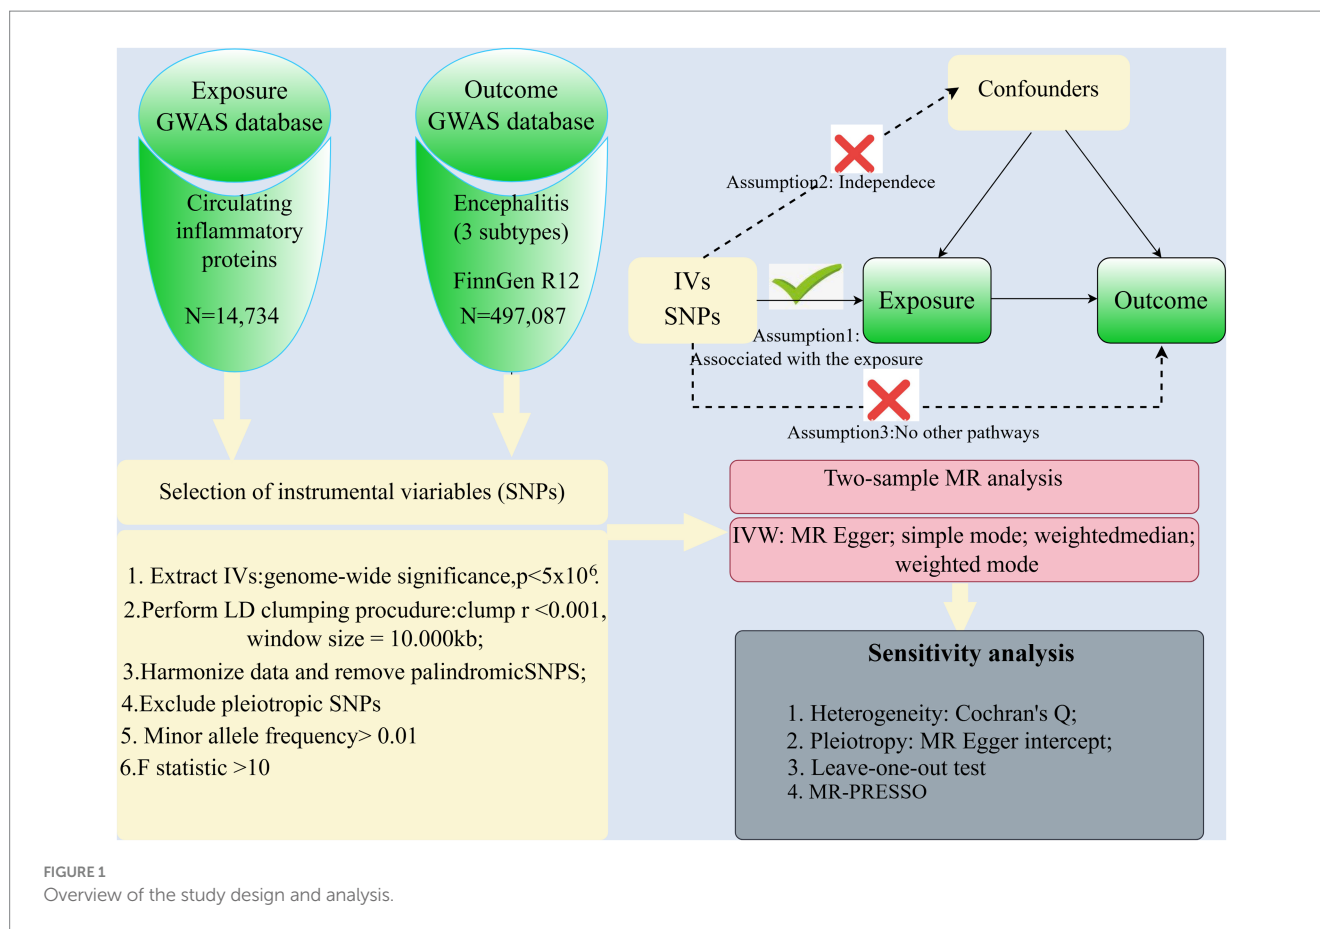 Exposure
GWAS database
Circulating
inflammatory
proteins
N=14,734
Outcome
GWAS database
Encephalitis
(3 subtypes)
FinnGen R12
N=497,087
Confounders
Assumption2: Independece
IVs
SNPs
Exposure
Outcome
Assumption1:
Assocciated with the exposure
Assumption3:No other pathways
Selection of instrumental viariables (SNPs)
1. Extract IVs:genome-wide significance,p<5x10⁶.
2.Perform LD clumping procudure:clump r <0.001,
window size = 10.000kb;
3.Harmonize data and remove palindromicSNPS;
4.Exclude pleiotropic SNPs
5. Minor allele frequency> 0.01
6.F statistic >10
Two-sample MR analysis
IVW: MR Egger; simple mode; weightedmedian;
weighted mode
Sensitivity analysis
1. Heterogeneity: Cochran's Q;
2. Pleiotropy: MR Egger intercept;
3. Leave-one-out test
4. MR-PRESSO
FIGURE 1
Overview of the study design and analysis.